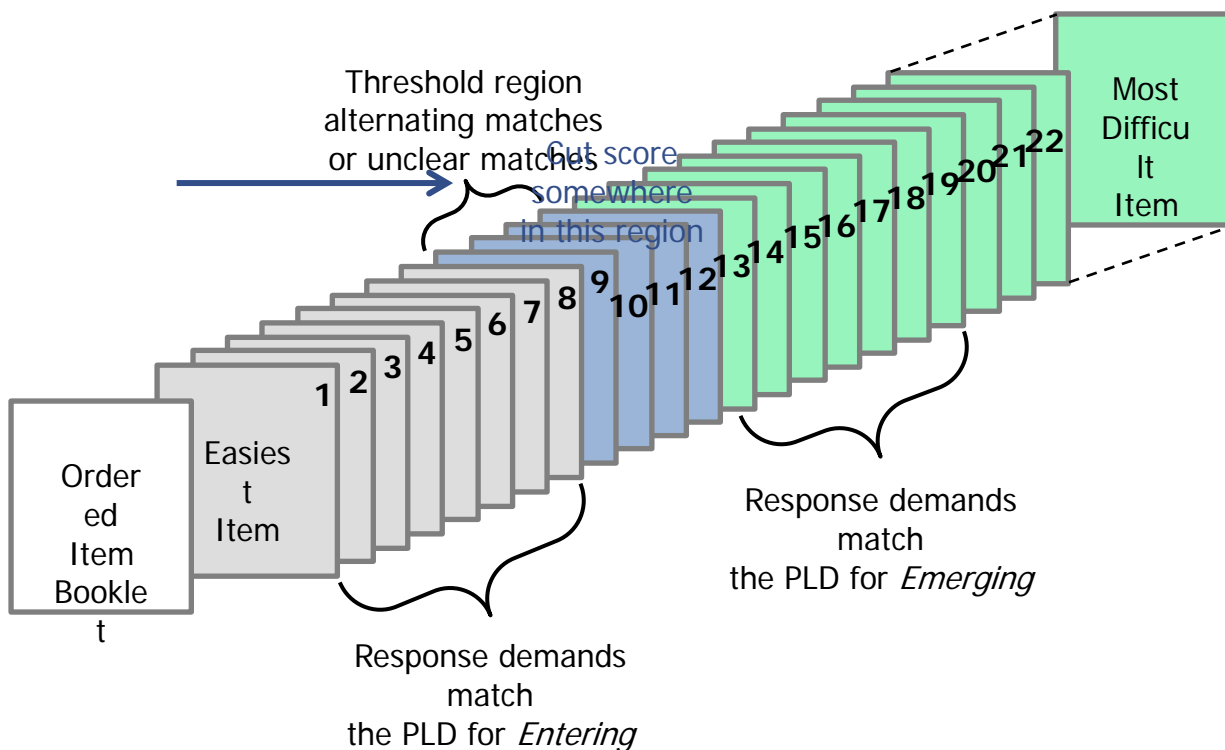 Threshold region
alternating matches
or unclear matches
Cut score
somewhere
in this region
Order
ed
Item
Bookle
t
Easies
t
Item
1
2
3
4
5
6
7
8
9
10
11
12
13
14
15
16
17
18
19
20
21
22
Most
Difficu
lt
Item
Response demands
match
the PLD for Entering
Response demands
match
the PLD for Emerging